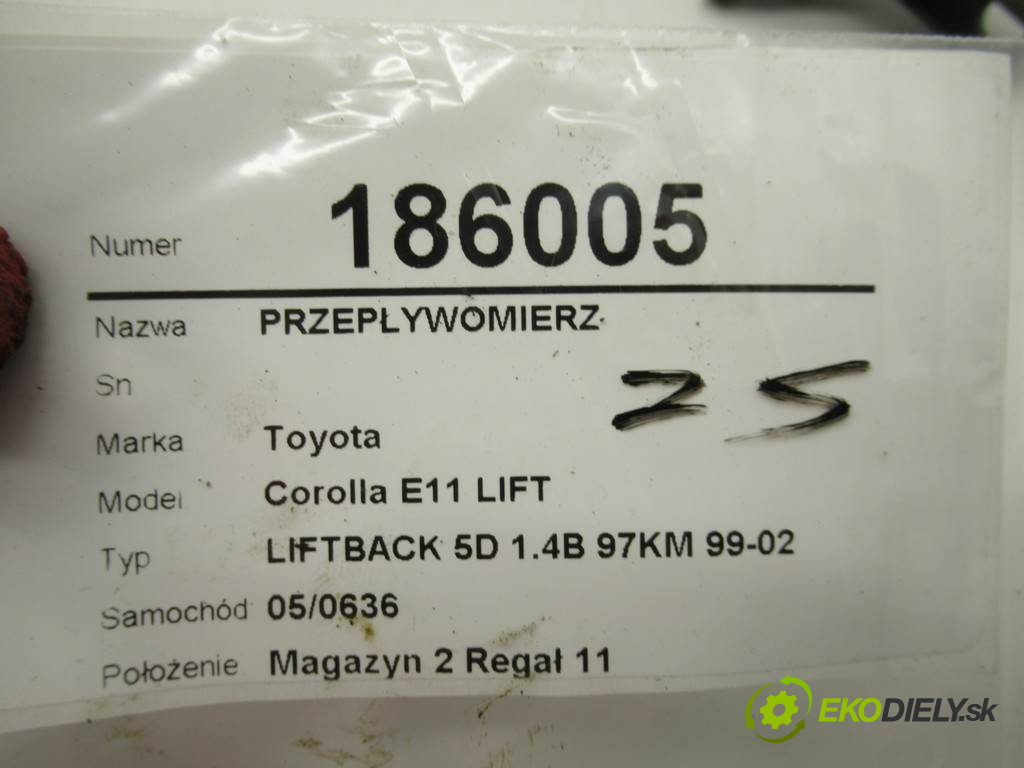 Numer 186005
Nazwa PRZEPŁYWOMIERZ
Sn
25
Marka Toyota
Model Corolla E11 LIFT
Typ LIFTBACK 5D 1.4B 97KM 99-02
Samochód 05/0636
Położenie Magazyn 2 Regał 11
EKODIELY.sk